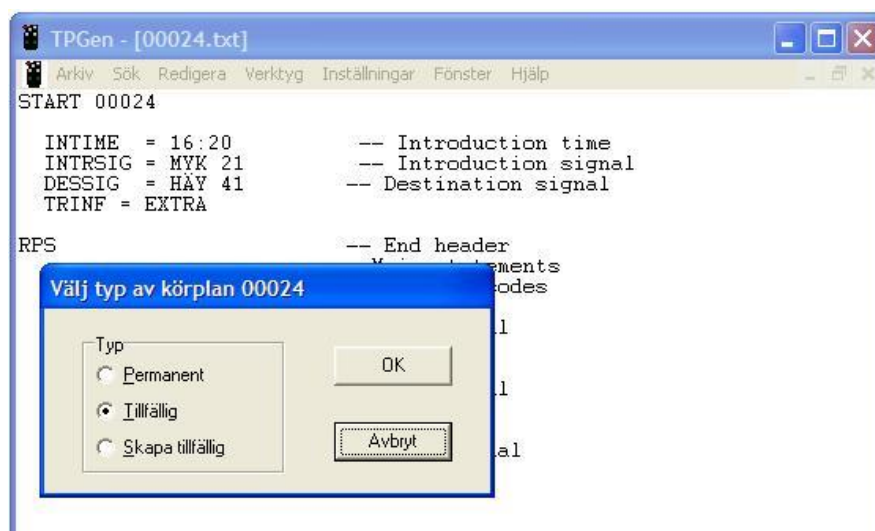 TPGen - [00024.txt]
Arkiv Sök Redigera Verktyg Inställningar Fönster Hjälp
START 00024
INTIME = 16:20 -- Introduction time
INTRSIG = MYK 21 -- Introduction signal
DESSIG = HÄY 41 -- Destination signal
TRINF = EXTRA
RPS -- End header
Välj typ av körplan 00024
Typ
Permanent
Tillfällig
Skapa tillfällig
OK
Avbryt